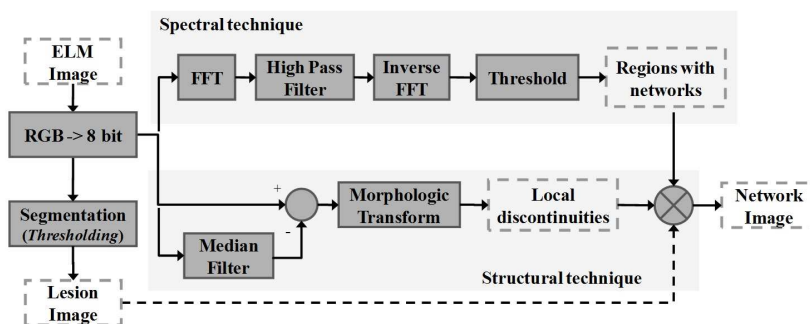 Spectral technique
ELM
Image
FFT
High Pass
Filter
Inverse
FFT
Threshold
Regions with
networks
RGB -> 8 bit
Segmentation
(Thresholding)
Lesion
Image
+
-
Median
Filter
Morphologic
Transform
Local
discontinuities
Network
Image
Structural technique